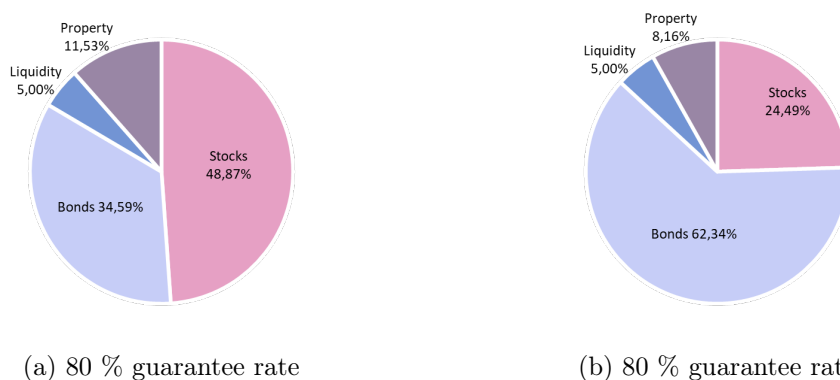 Property
11,53%
Liquidity
5,00%
Stocks
48,87%
Bonds 34,59%
(a) 80 % guarantee rate
Property
8,16%
Liquidity
5,00%
Stocks
24,49%
Bonds 62,34%
(b) 80 % guarantee rat